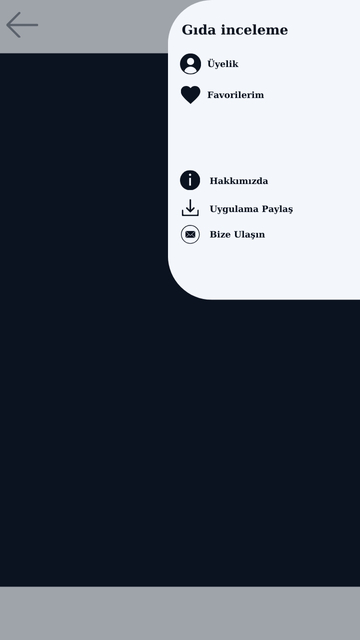 Gıda inceleme
Üyelik
Favorilerim
Hakkımızda
Uygulama Paylaş
Bize Ulaşın